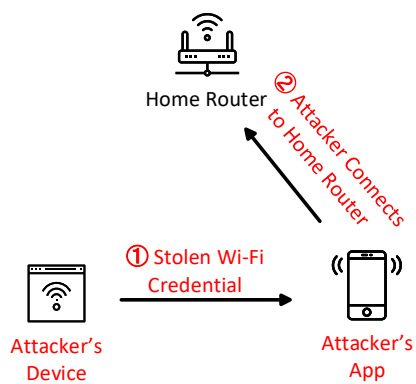 Home Router
② Attacker Connects
to Home Router
① Stolen Wi-Fi
Credential
Attacker's
Device
Attacker's
App